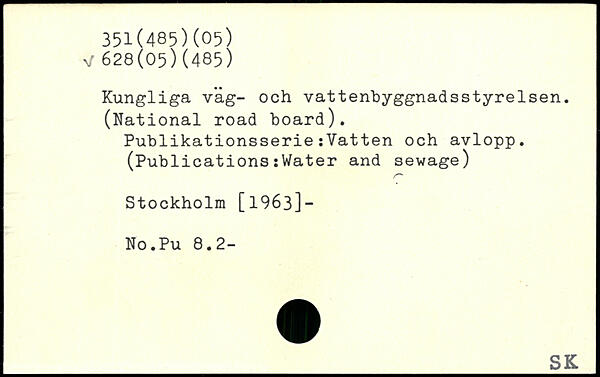 351(485)(05)
√ 628(05)(485)
Kungliga väg- och vattenbyggnadsstyrelsen.
(National road board).
Publikationsserie:Vatten och avlopp.
(Publications:Water and sewage)
Stockholm [1963]-
No.Pu 8.2-
SK